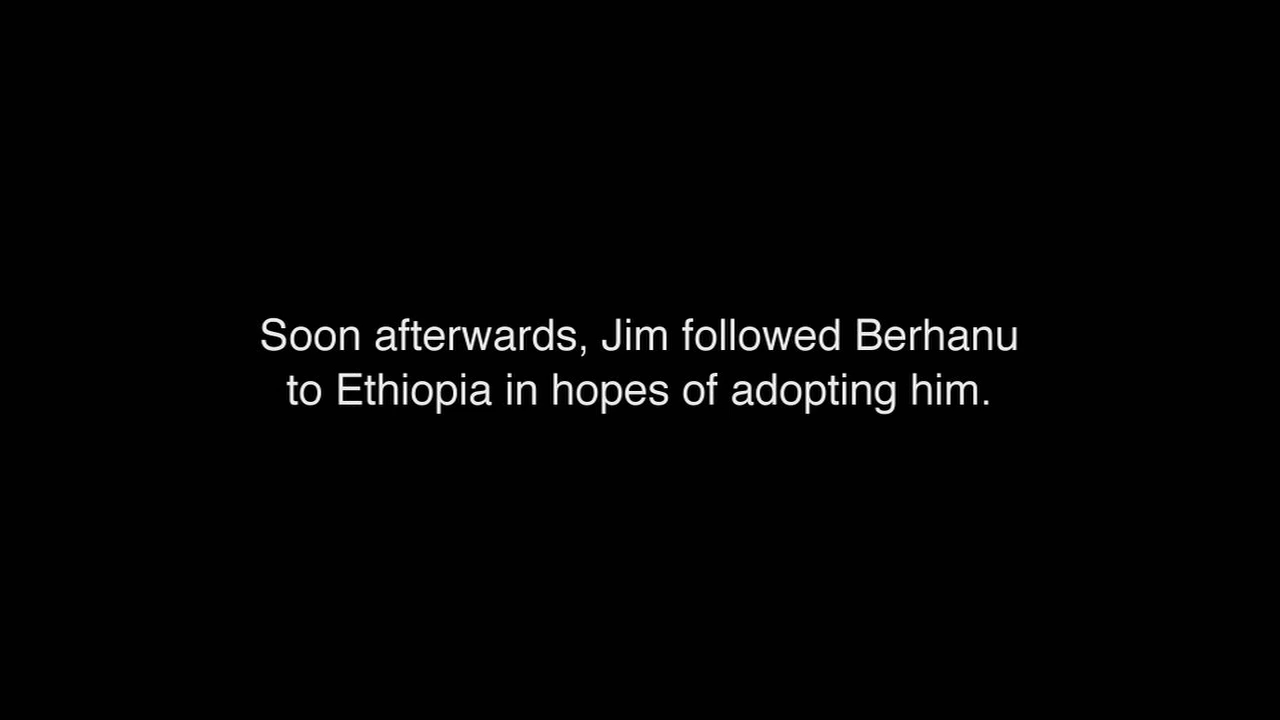 Soon afterwards, Jim followed Berhanu
to Ethiopia in hopes of adopting him.